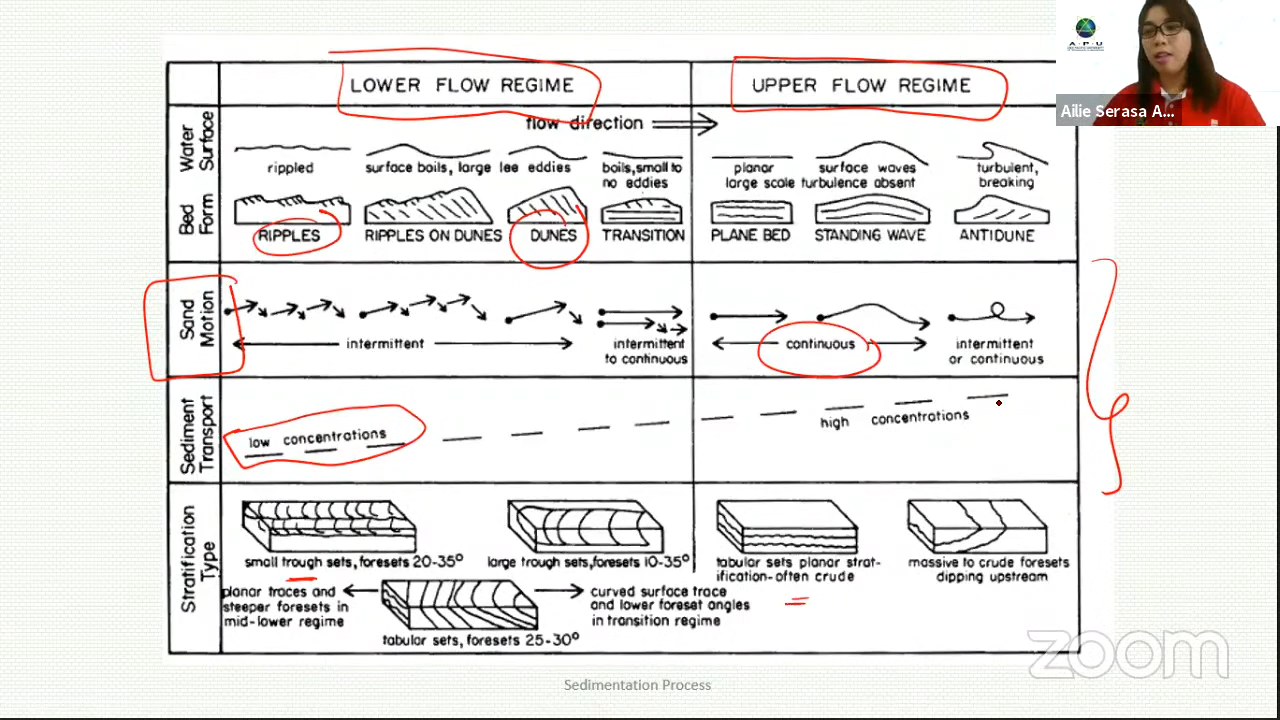 A · P · U
Ailie Serasa A...
LOWER FLOW REGIME
UPPER FLOW REGIME
flow direction
Water Surface
rippled
surface boils, large lee eddies
boils, small to
no eddies
planar
surface waves
large scale turbulence absent
turbulent,
breaking
Bed Form
RIPPLES
RIPPLES ON DUNES
DUNES
TRANSITION
PLANE BED
STANDING WAVE
ANTIDUNE
Sand Motion
intermittent
intermittent
to continuous
continuous
intermittent
or continuous
Sediment Transport
low concentrations
high concentrations
Stratification Type
small trough sets, foresets 20-35°
large trough sets, foresets 10-35°
tabular sets planar strat-
ification-often crude
massive to crude foresets
dipping upstream
planar traces and
steeper foresets in
mid-lower regime
curved surface trace
and lower foreset angles
in transition regime
tabular sets, foresets 25-30°
zoom
Sedimentation Process